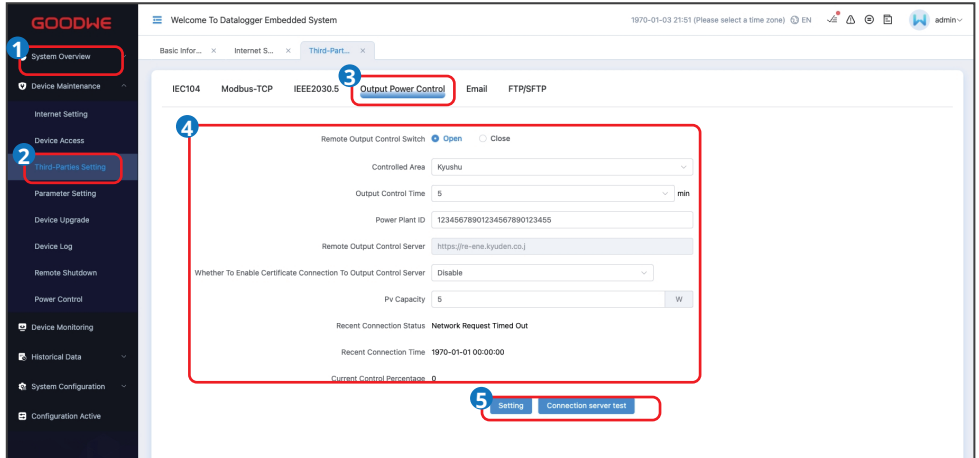 GOODWE
Welcome To Datalogger Embedded System
1970-01-03 21:51 (Please select a time zone) EN
admin
Basic Infor... ×
Internet S... ×
Third-Part... ×
1
System Overview
Device Maintenance
Internet Setting
Device Access
2
Third-Parties Setting
Parameter Setting
Device Upgrade
Device Log
Remote Shutdown
Power Control
Device Monitoring
Historical Data
System Configuration
Configuration Active
3
IEC104 Modbus-TCP IEEE2030.5 Output Power Control Email FTP/SFTP
4
Remote Output Control Switch Open Close
Controlled Area Kyushu
Output Control Time 5 min
Power Plant ID 12345678901234567890123455
Remote Output Control Server https://re-ene.kyuden.co.j
Whether To Enable Certificate Connection To Output Control Server Disable
Pv Capacity 5 W
Recent Connection Status Network Request Timed Out
Recent Connection Time 1970-01-01 00:00:00
Current Control Percentage 0
5
Setting Connection server test